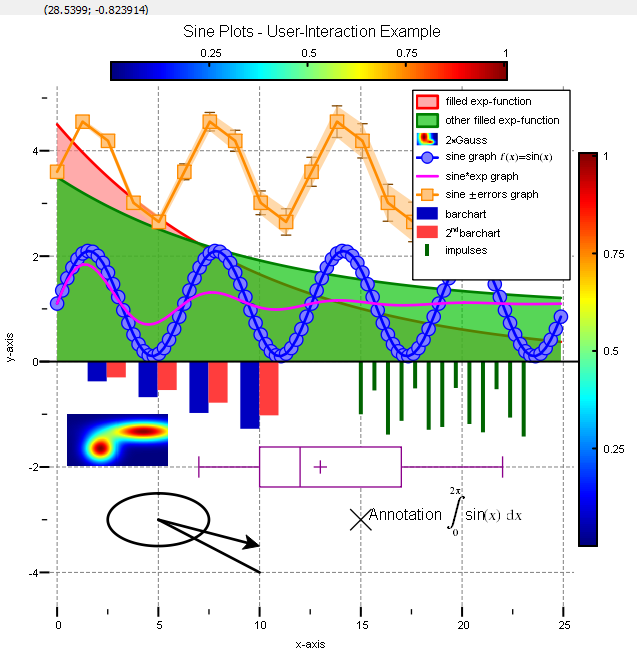 (28.5399; -0.823914)
Sine Plots - User-Interaction Example
0.25 0.5 0.75 1
filled exp-function
other filled exp-function
2×Gauss
sine graph f(x)=sin(x)
sine*exp graph
sine ±errors graph
barchart
2nd barchart
impulses
1
0.75
0.5
0.25
y-axis
4
2
0
-2
-4
Annotation ∫₀^2π sin(x) dx
0 5 10 15 20 25
x-axis